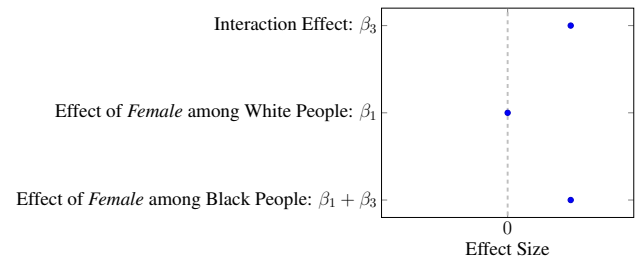 Interaction Effect: β₃
Effect of Female among White People: β₁
Effect of Female among Black People: β₁ + β₃
0
Effect Size